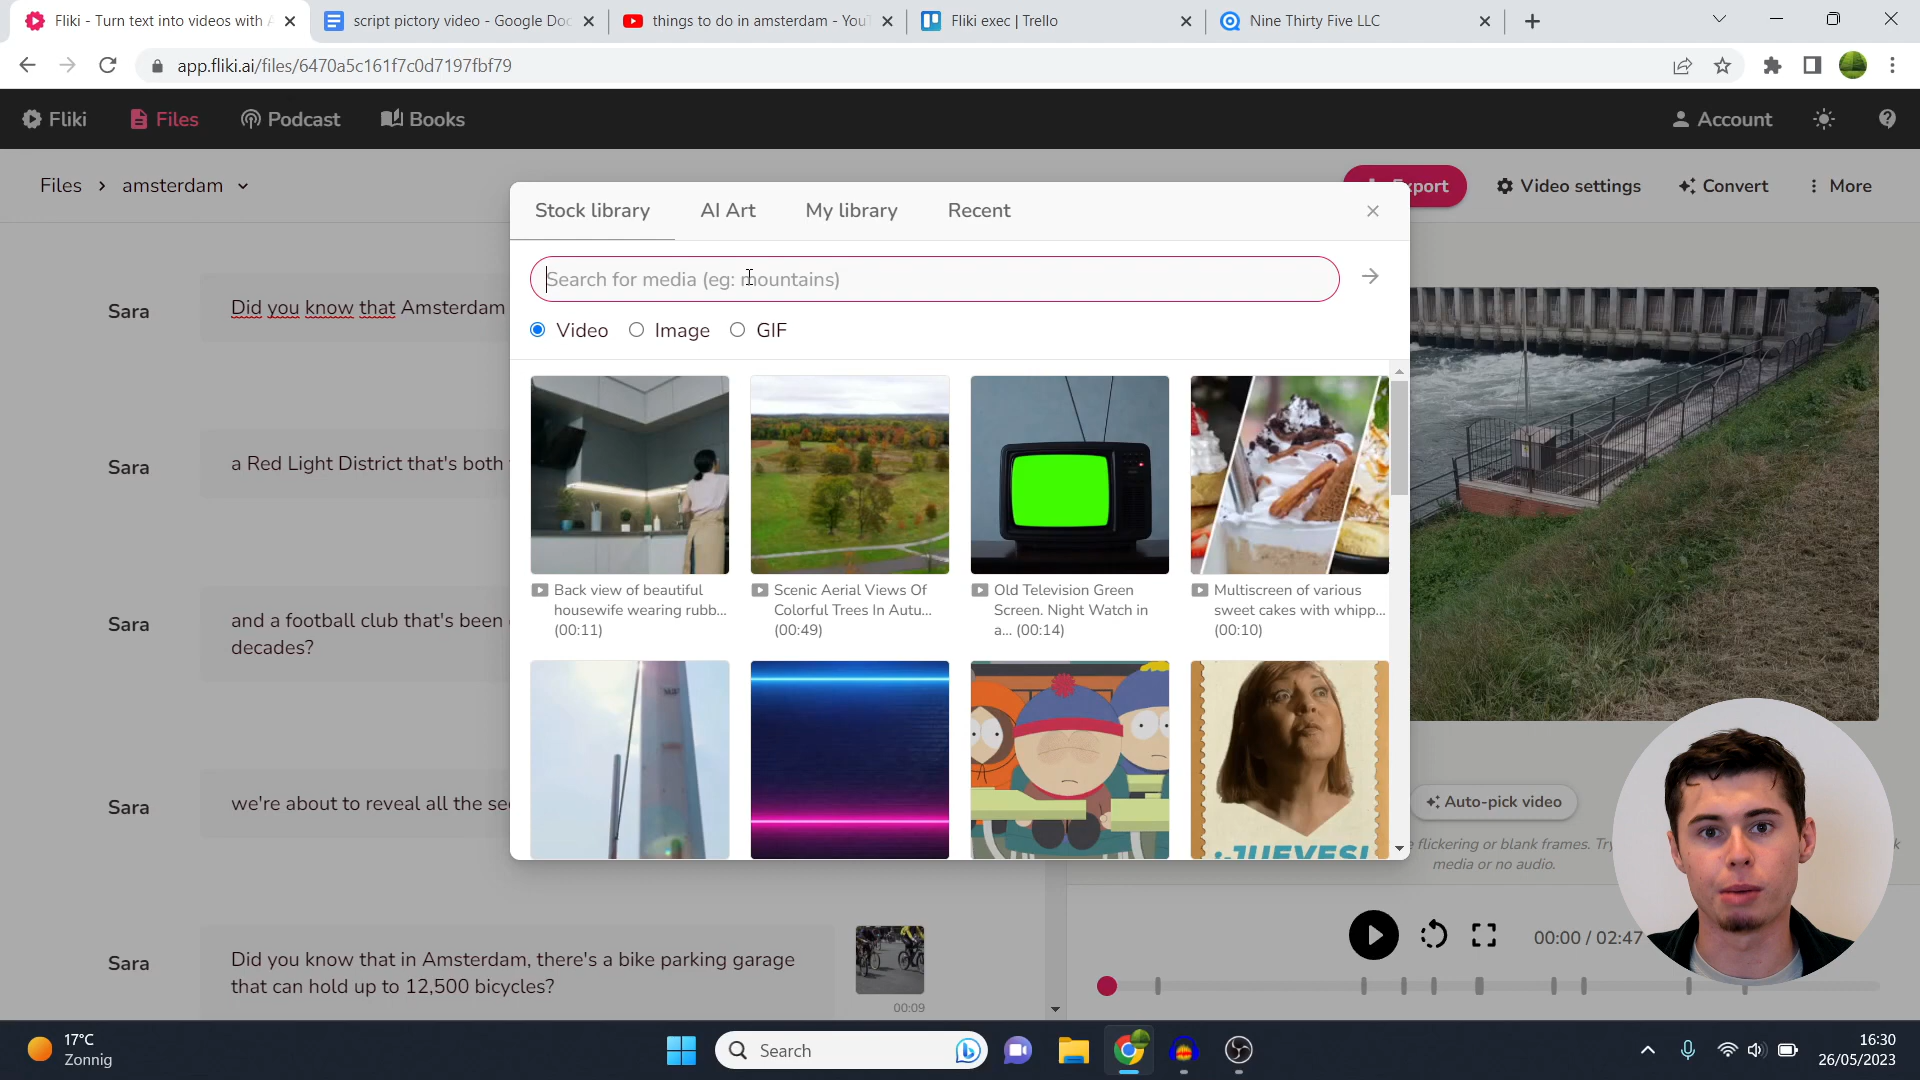 Fliki - Turn text into videos with A
script pictory video - Google Doc
things to do in amsterdam - YouT
Fliki exec | Trello
Nine Thirty Five LLC
app.fliki.ai/files/6470a5c161f7c0d7197fbf79
Fliki
Files
Podcast
Books
Account
Files > amsterdam
Export
Video settings
Convert
More
Stock library
AI Art
My library
Recent
Search for media (eg: mountains)
Video
Image
GIF
Sara
Did you know that Amsterdam
Sara
a Red Light District that's both
Sara
and a football club that's been
decades?
Sara
we're about to reveal all the se
Sara
Did you know that in Amsterdam, there's a bike parking garage
that can hold up to 12,500 bicycles?
00:09
Back view of beautiful
housewife wearing rubb...
(00:11)
Scenic Aerial Views Of
Colorful Trees In Autu...
(00:49)
Old Television Green
Screen. Night Watch in
a... (00:14)
Multiscreen of various
sweet cakes with whipp...
(00:10)
¡JUEVES!
Auto-pick video
flickering or blank frames. Try
media or no audio.
00:00 / 02:47
17°C
Zonnig
Search
16:30
26/05/2023